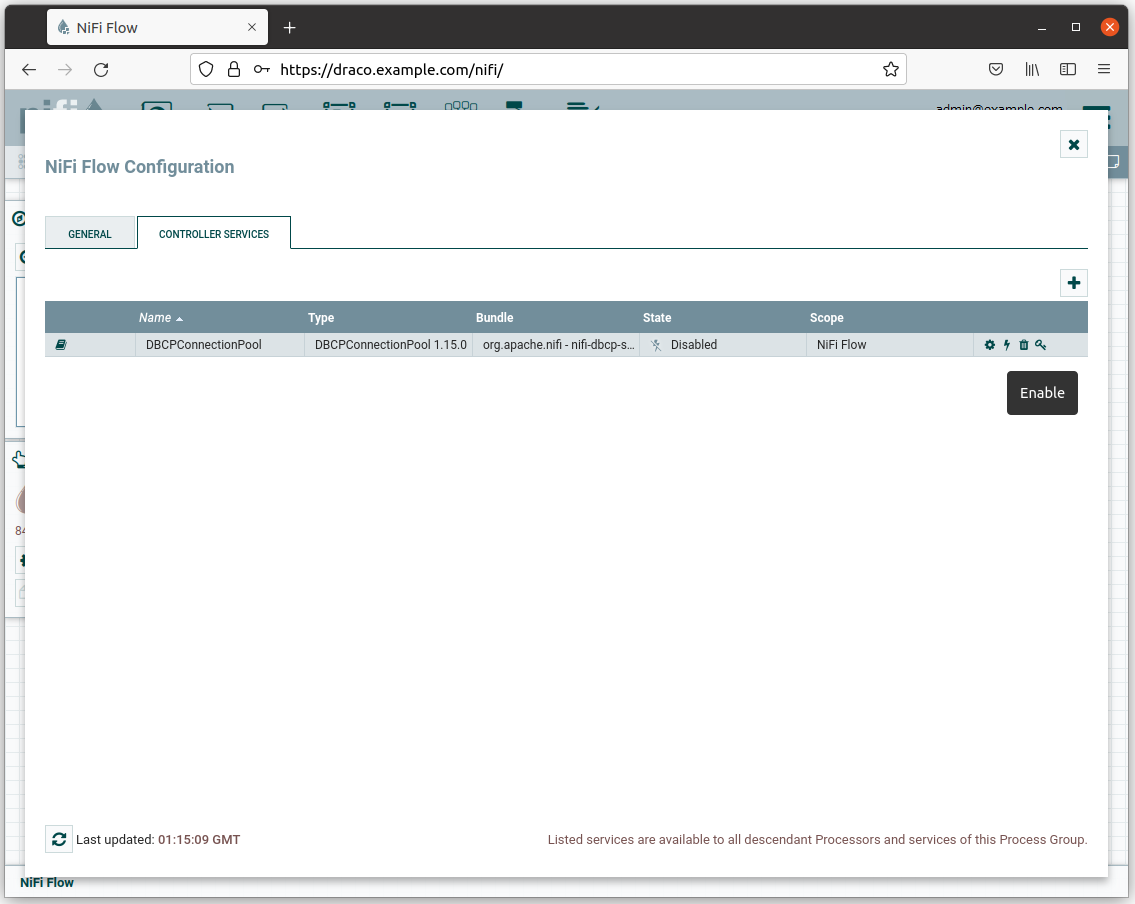 NiFi Flow
https://draco.example.com/nifi/
nifi
admin@example.com
NiFi Flow Configuration
GENERAL
CONTROLLER SERVICES
Name Type Bundle State Scope
DBCPConnectionPool DBCPConnectionPool 1.15.0 org.apache.nifi - nifi-dbcp-s... Disabled NiFi Flow
Enable
84
Last updated: 01:15:09 GMT
Listed services are available to all descendant Processors and services of this Process Group.
NiFi Flow